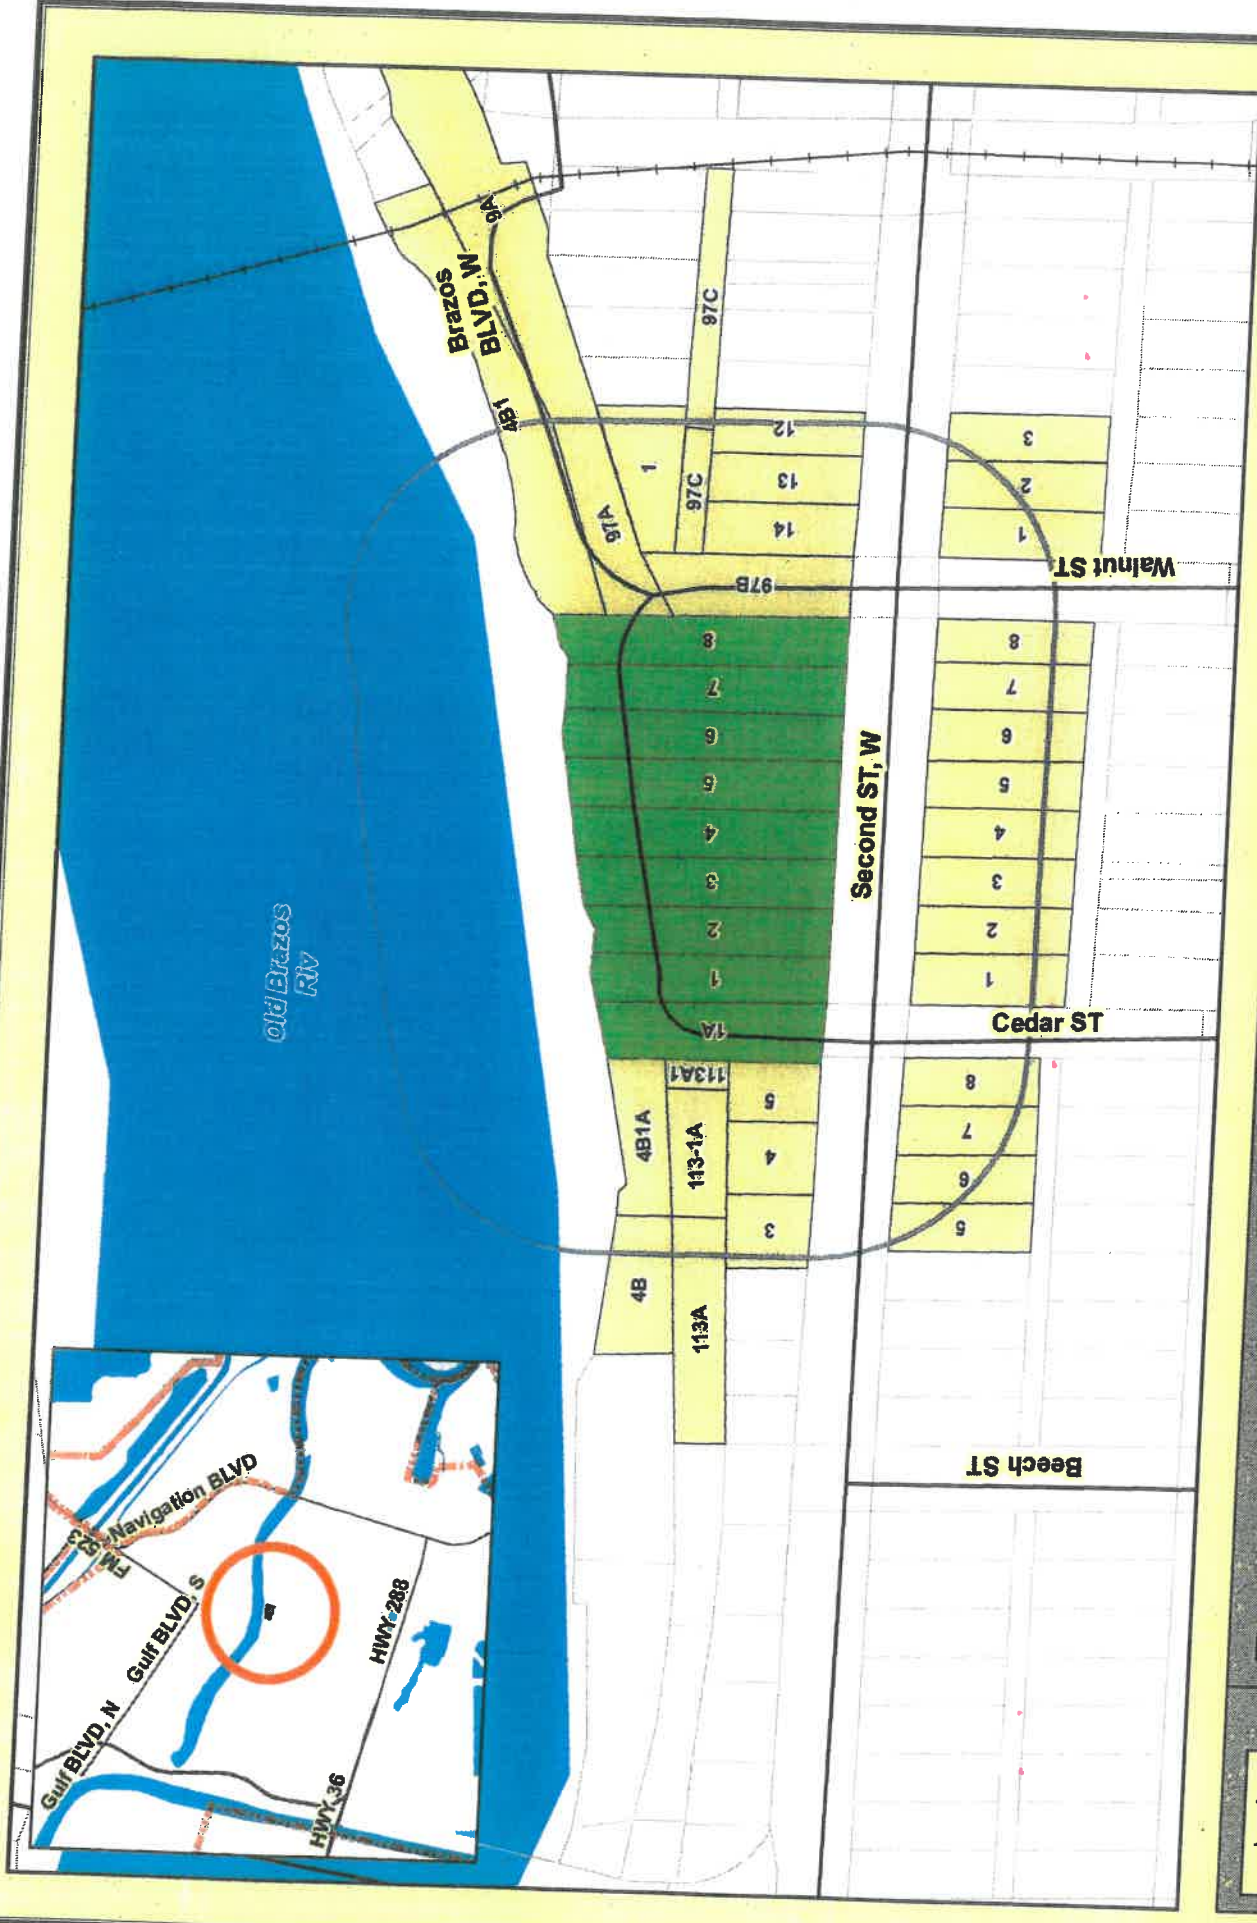 Brazos
BLVD, W
9A
4B1
97A
1
97C
97C
12
13
14
97B
3
2
1
Walnut ST
8
7
6
5
4
3
2
1
1A
Second ST, W
8
7
6
5
4
3
2
1
Cedar ST
Old Brazos
Riv
4B1A
113A1
113-1A
5
4
3
4B
113A
8
7
6
5
Beech ST
FM 523
Navigation BLVD
Gulf BLVD, S
Gulf BLVD, N
HWY 288
HWY 36